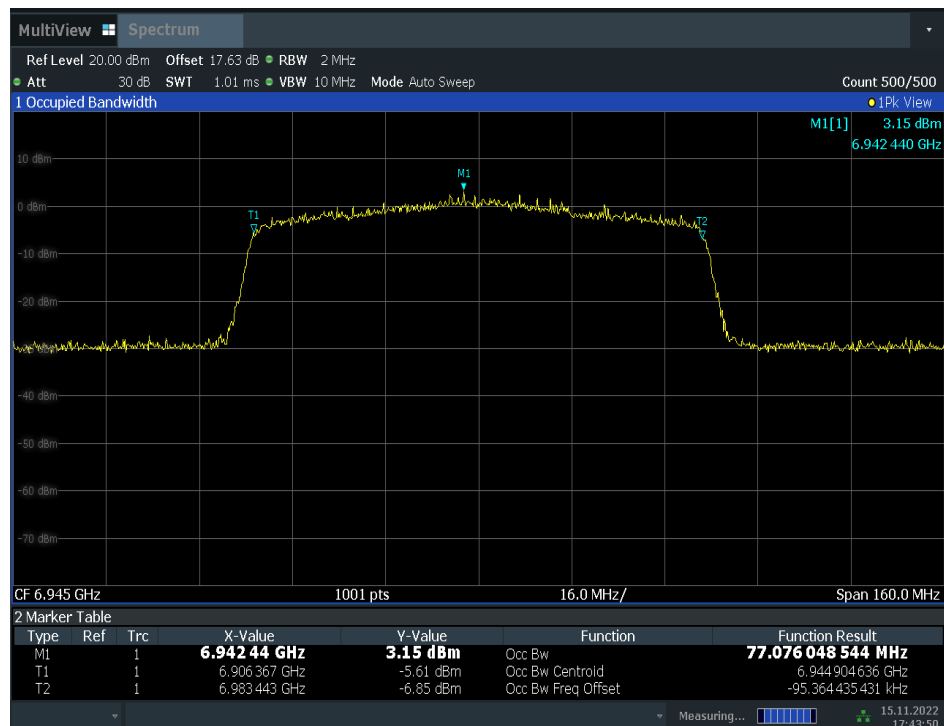 MultiView Spectrum
Ref Level 20.00 dBm Offset 17.63 dB RBW 2 MHz
Att 30 dB SWT 1.01 ms VBW 10 MHz Mode Auto Sweep Count 500/500
1 Occupied Bandwidth 1Pk View
M1[1] 3.15 dBm
6.942 440 GHz
10 dBm
M1
0 dBm
T1
T2
-10 dBm
-20 dBm
-40 dBm
-50 dBm
-60 dBm
-70 dBm
CF 6.945 GHz 1001 pts 16.0 MHz/ Span 160.0 MHz
2 Marker Table
Type Ref Trc X-Value Y-Value Function Function Result
M1 1 6.942 44 GHz 3.15 dBm Occ Bw 77.076 048 544 MHz
T1 1 6.906 367 GHz -5.61 dBm Occ Bw Centroid 6.944 904 636 GHz
T2 1 6.983 443 GHz -6.85 dBm Occ Bw Freq Offset -95.364 435 431 kHz
Measuring... 15.11.2022
17:43:50